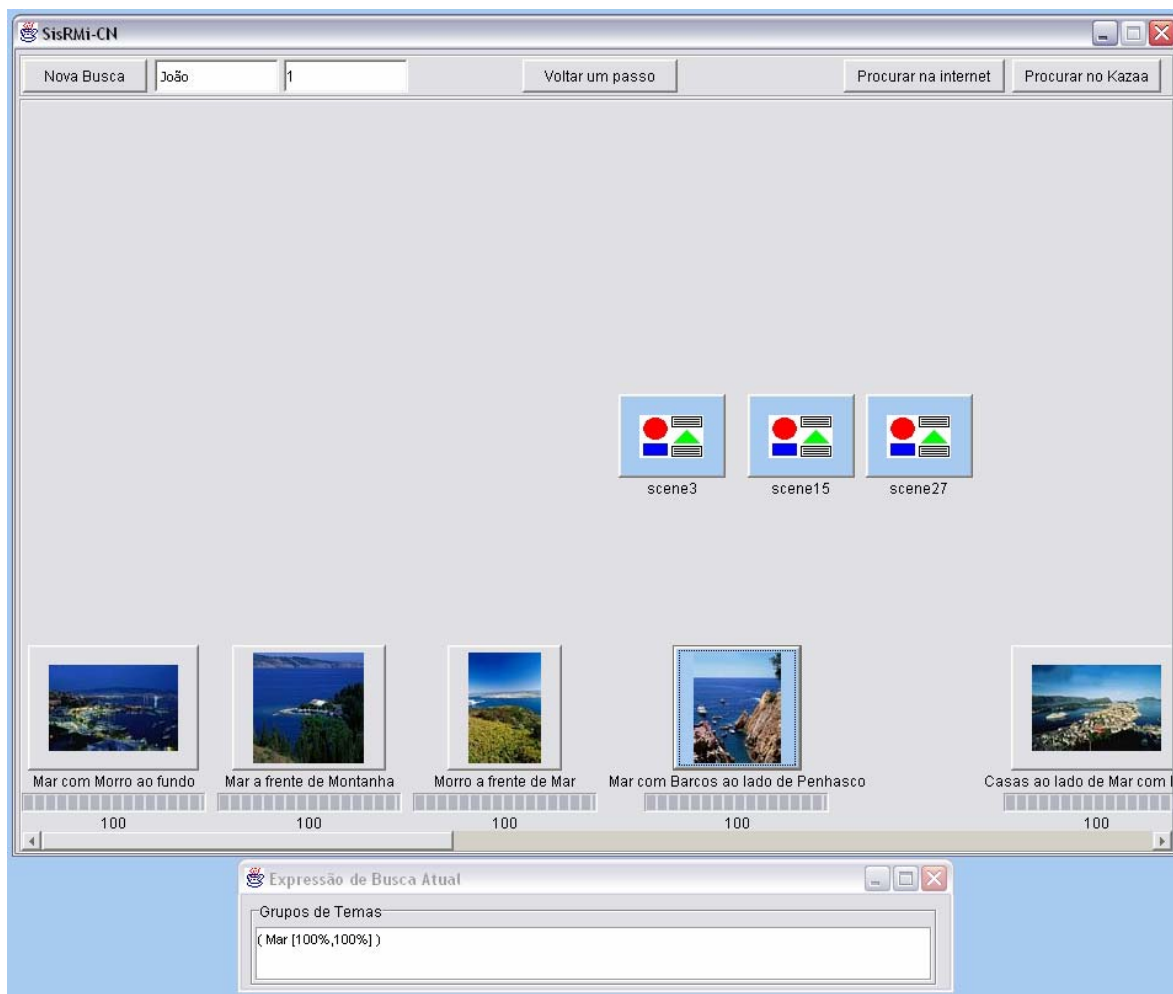 SisRMi-CN
Nova Busca João 1 Voltar um passo Procurar na internet Procurar no Kazaa
scene3 scene15 scene27
Mar com Morro ao fundo Mar a frente de Montanha Morro a frente de Mar Mar com Barcos ao lado de Penhasco Casas ao lado de Mar com
100 100 100 100 100
Expressão de Busca Atual
Grupos de Temas
( Mar [100%,100%] )